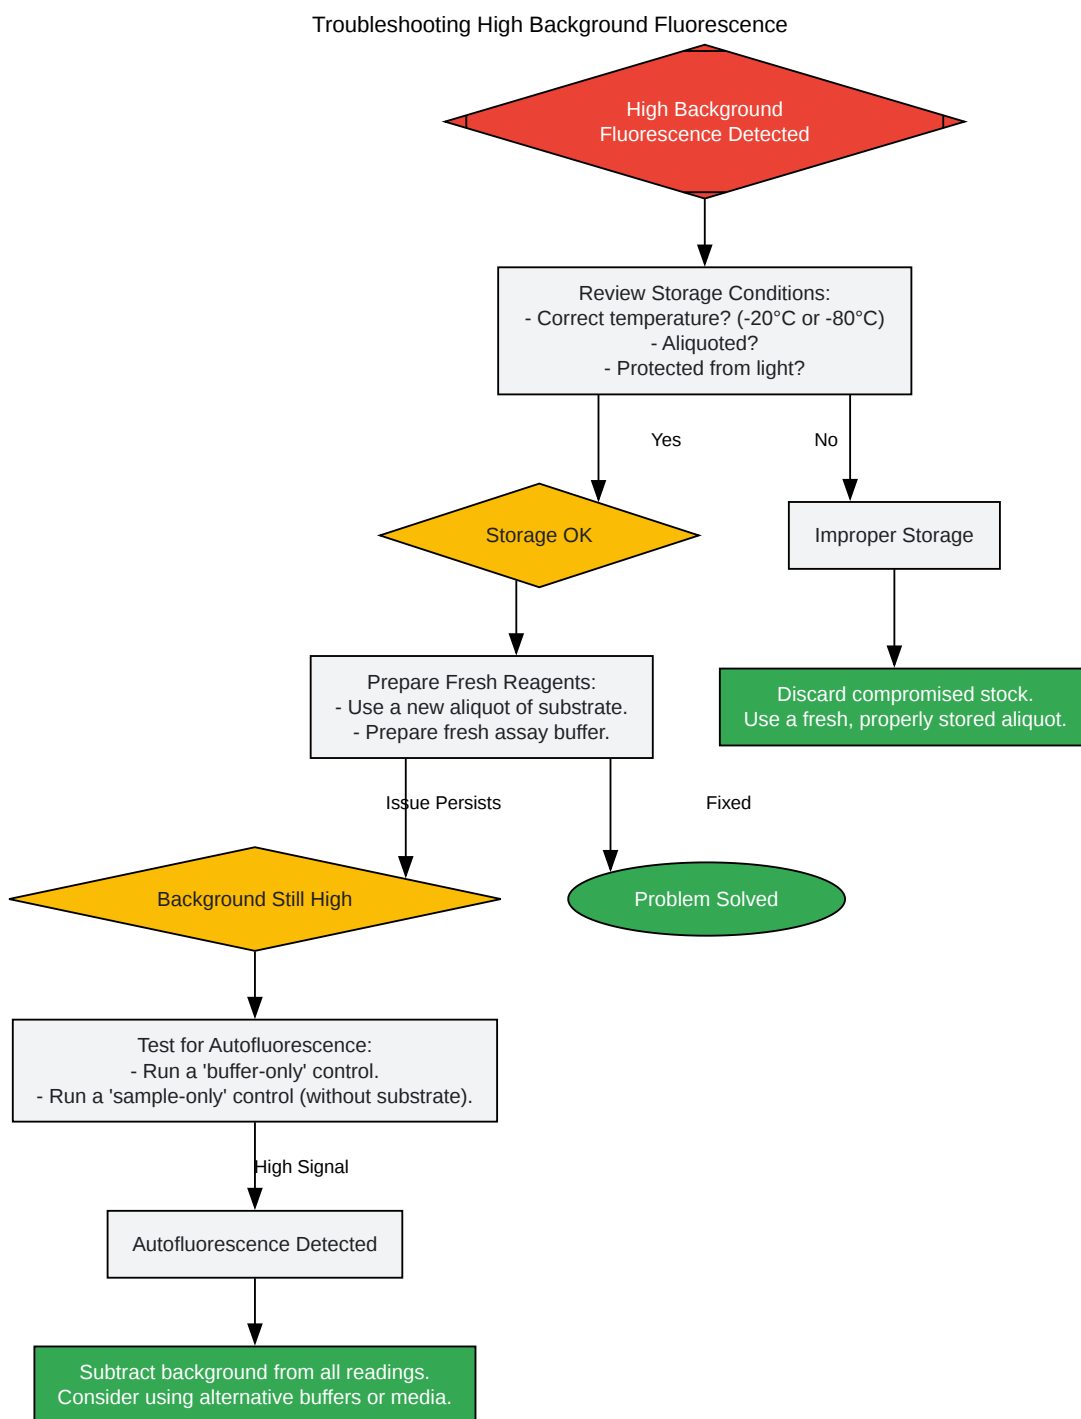 Troubleshooting High Background Fluorescence
High Background
Fluorescence Detected
Review Storage Conditions:
- Correct temperature? (-20°C or -80°C)
- Aliquoted?
- Protected from light?
Yes
No
Storage OK
Improper Storage
Prepare Fresh Reagents:
- Use a new aliquot of substrate.
- Prepare fresh assay buffer.
Discard compromised stock.
Use a fresh, properly stored aliquot.
Issue Persists
Fixed
Background Still High
Problem Solved
Test for Autofluorescence:
- Run a 'buffer-only' control.
- Run a 'sample-only' control (without substrate).
High Signal
Autofluorescence Detected
Subtract background from all readings.
Consider using alternative buffers or media.